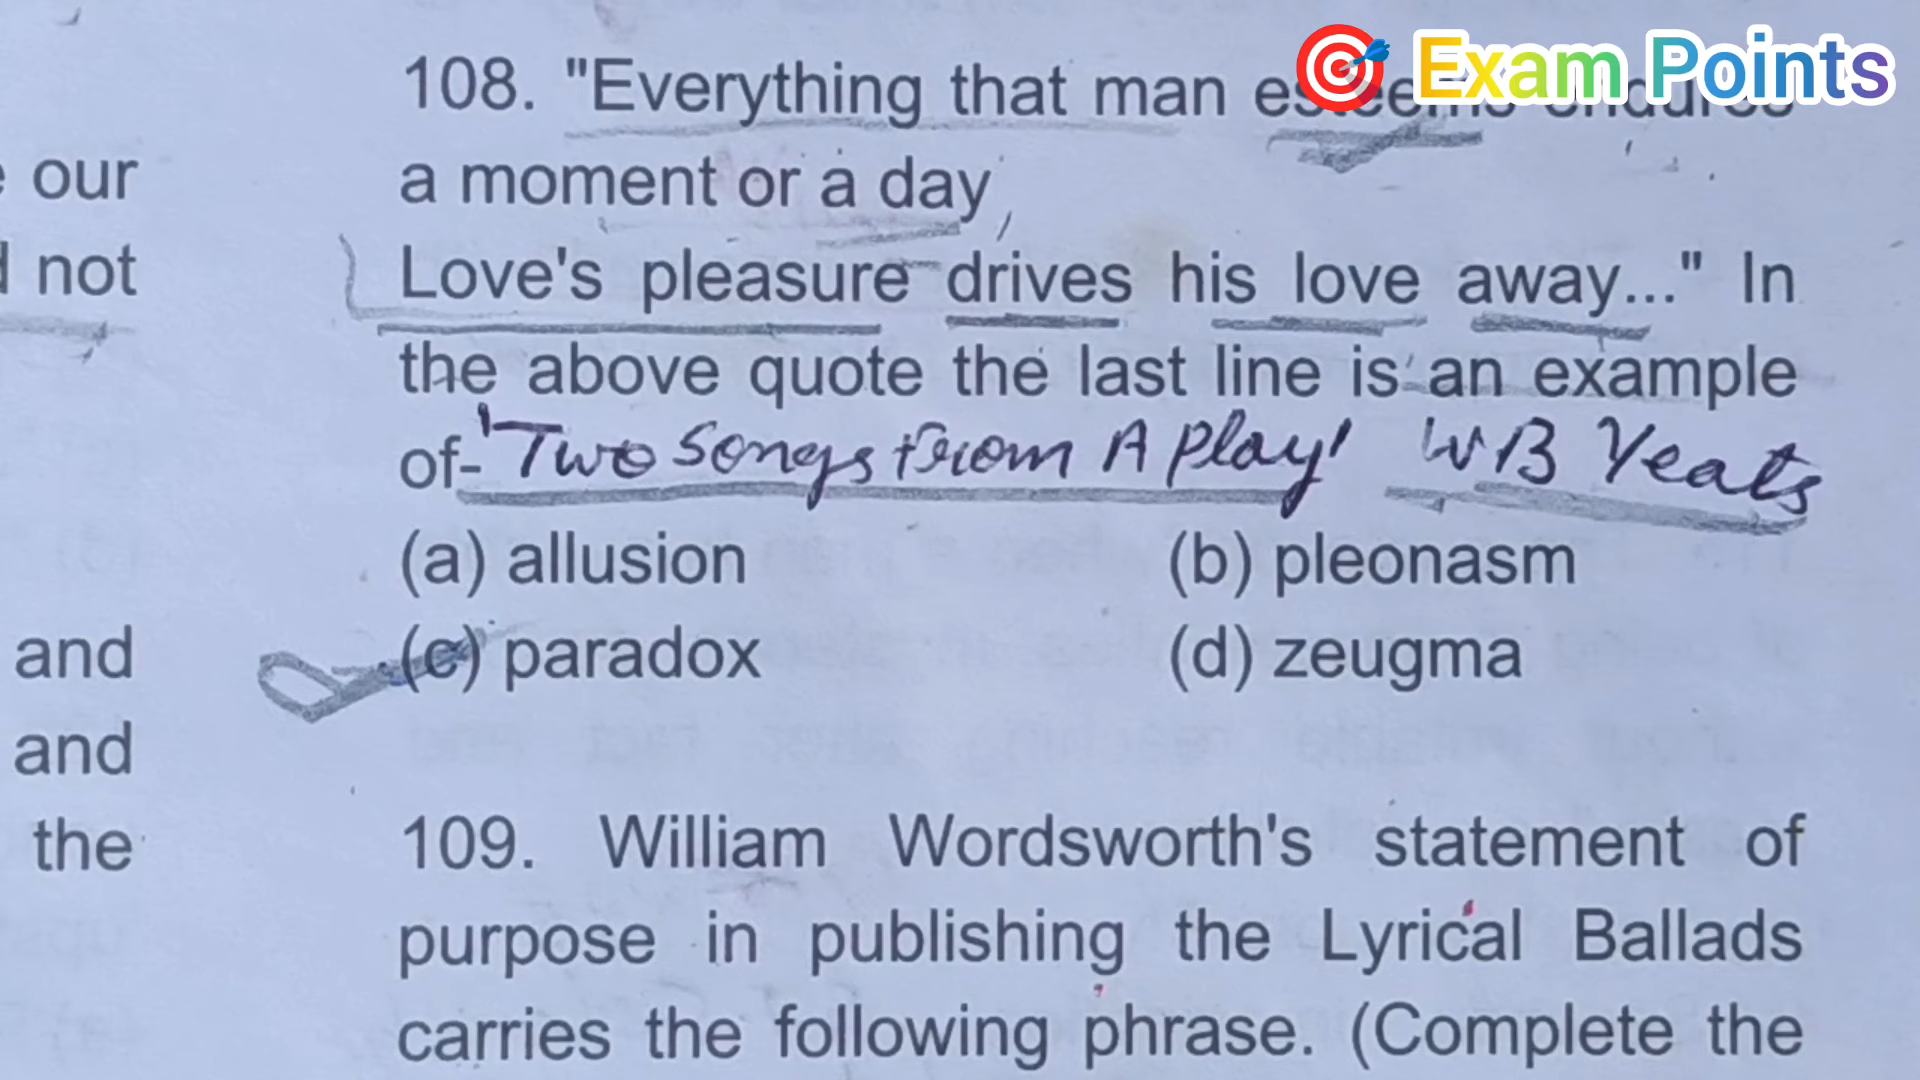 Exam Points
108. "Everything that man esteems endures
a moment or a day,
Love's pleasure drives his love away..." In
the above quote the last line is an example
of- 'Two Songs From A Play' WB Yeats
(a) allusion (b) pleonasm
(c) paradox (d) zeugma
109. William Wordsworth's statement of
purpose in publishing the Lyrical Ballads
carries the following phrase. (Complete the
our
not
and
and
the